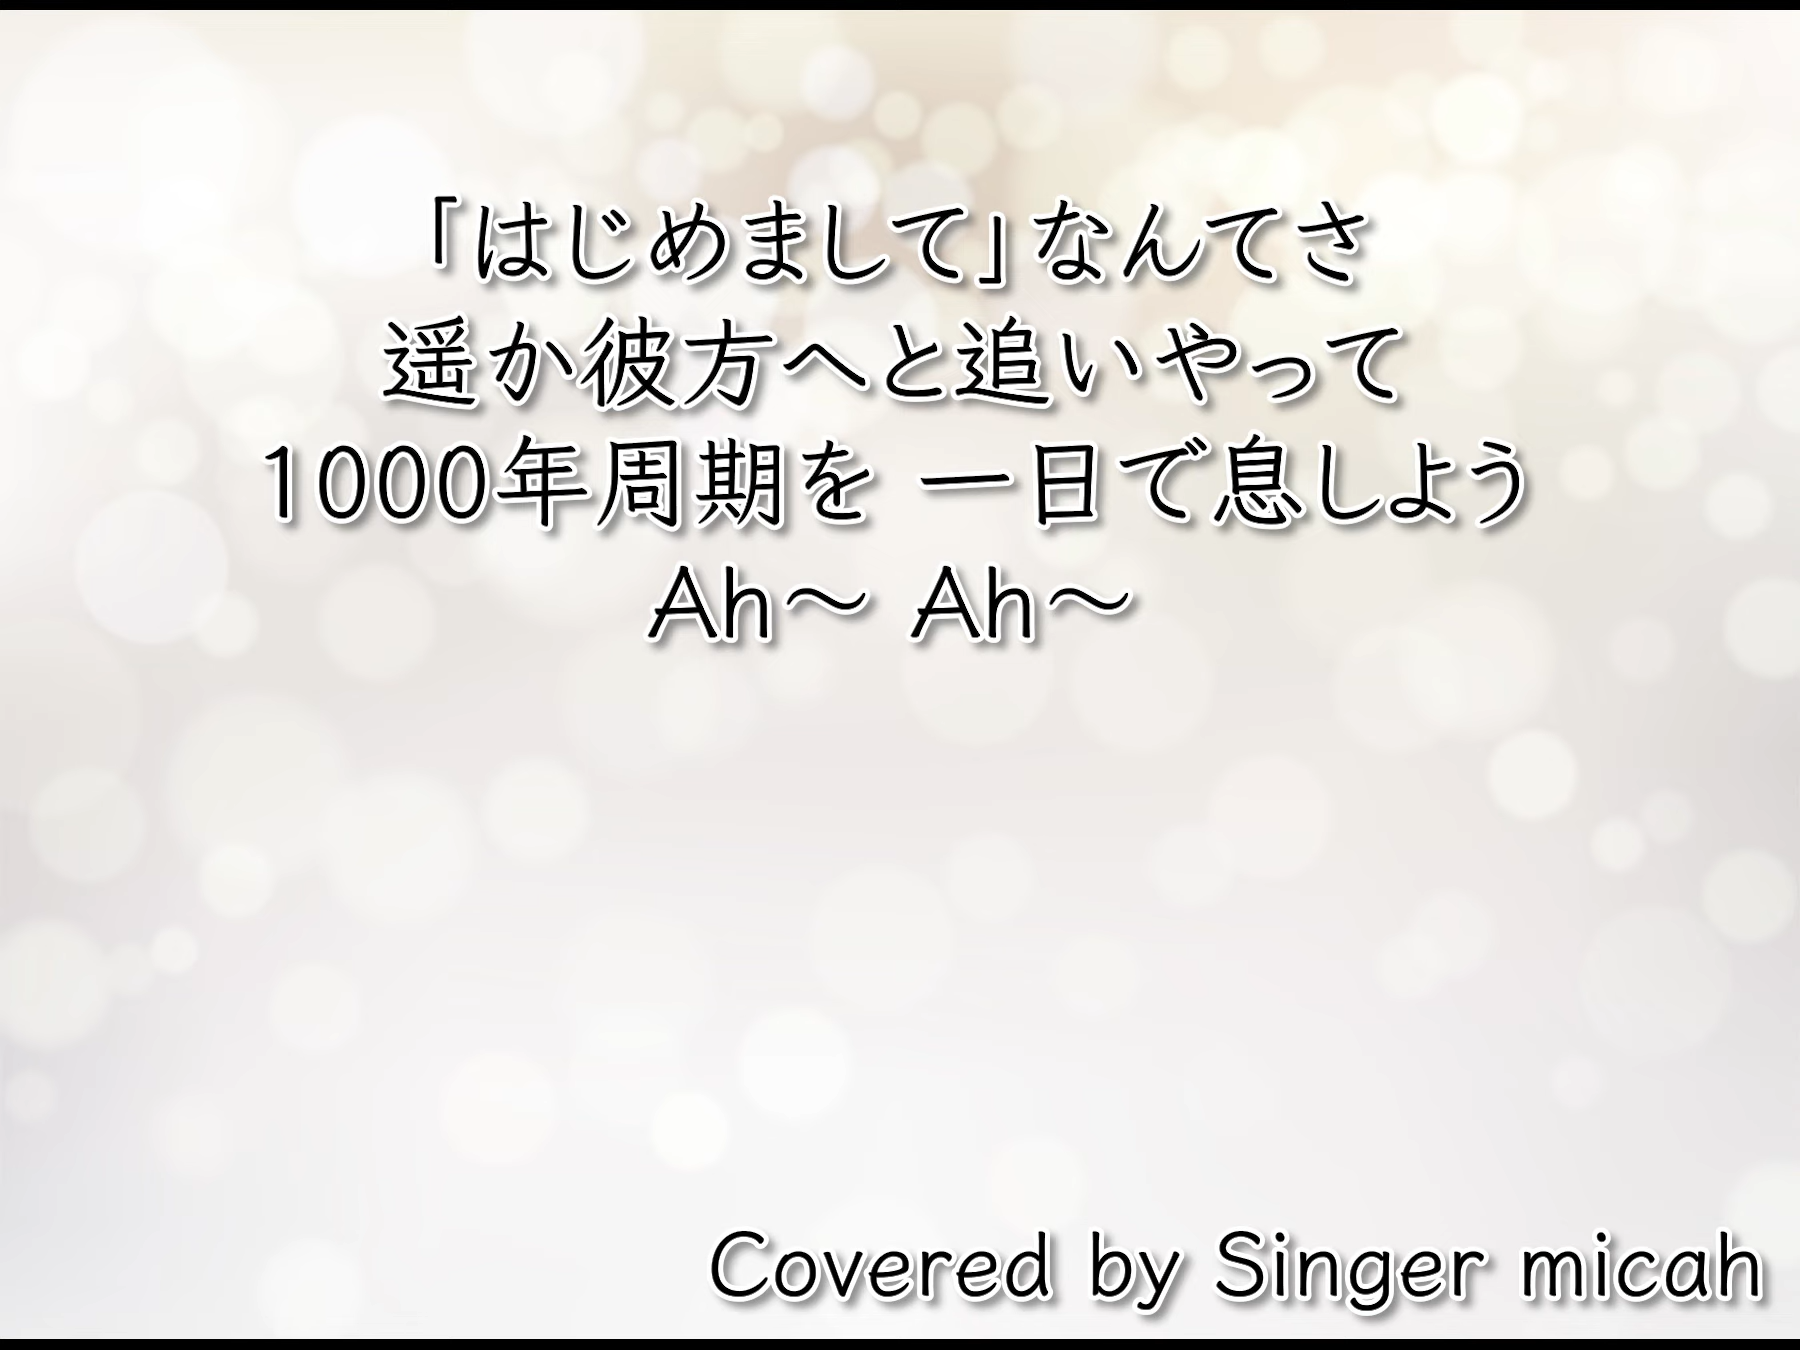 「はじめまして」なんてさ
遥か彼方へと追いやって
1000年周期を 一日で息しよう
Ah～ Ah～
Covered by Singer micah